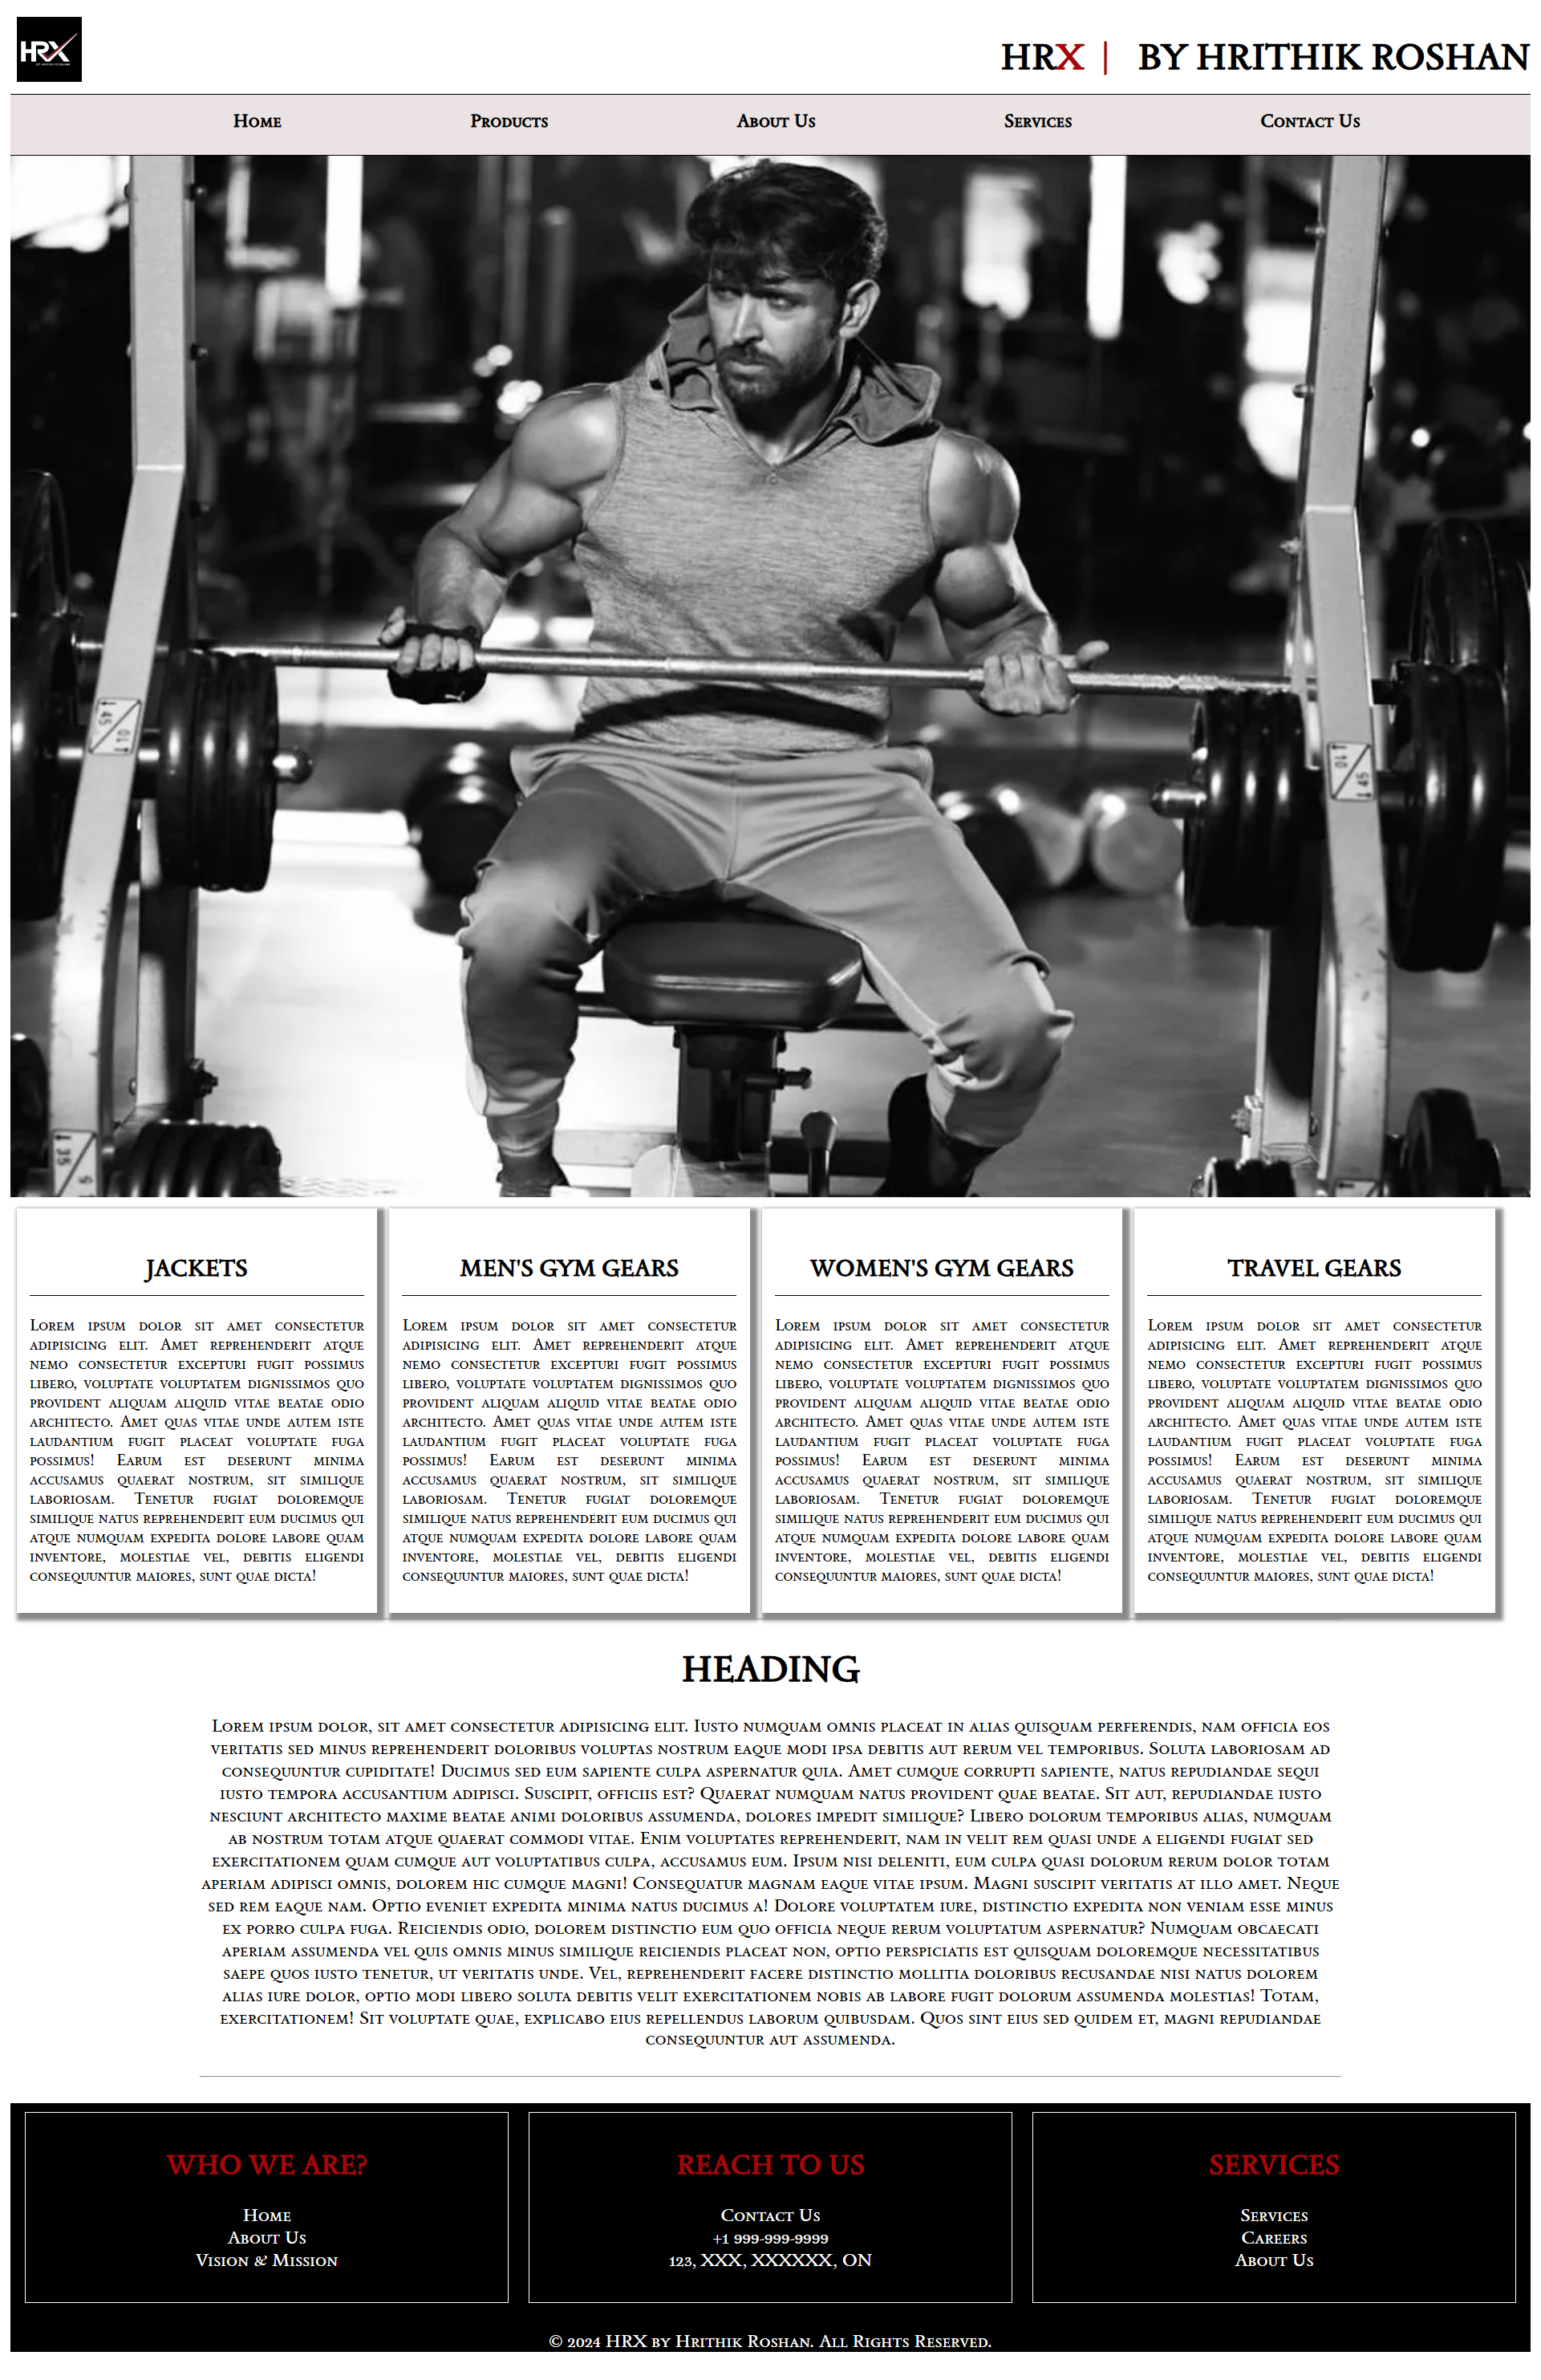 HRX
HRX | BY HRITHIK ROSHAN
Home Products About Us Services Contact Us
45
10
10
45
35
5
JACKETS
Lorem ipsum dolor sit amet consectetur
adipisicing elit. Amet reprehenderit atque
nemo consectetur excepturi fugit possimus
libero, voluptate voluptatem dignissimos quo
provident aliquam aliquid vitae beatae odio
architecto. Amet quas vitae unde autem iste
laudantium fugit placeat voluptate fuga
possimus! Earum est deserunt minima
accusamus quaerat nostrum, sit similique
laboriosam. Tenetur fugiat doloremque
similique natus reprehenderit eum ducimus qui
atque numquam expedita dolore labore quam
inventore, molestiae vel, debitis eligendi
consequuntur maiores, sunt quae dicta!
MEN'S GYM GEARS
Lorem ipsum dolor sit amet consectetur
adipisicing elit. Amet reprehenderit atque
nemo consectetur excepturi fugit possimus
libero, voluptate voluptatem dignissimos quo
provident aliquam aliquid vitae beatae odio
architecto. Amet quas vitae unde autem iste
laudantium fugit placeat voluptate fuga
possimus! Earum est deserunt minima
accusamus quaerat nostrum, sit similique
laboriosam. Tenetur fugiat doloremque
similique natus reprehenderit eum ducimus qui
atque numquam expedita dolore labore quam
inventore, molestiae vel, debitis eligendi
consequuntur maiores, sunt quae dicta!
WOMEN'S GYM GEARS
Lorem ipsum dolor sit amet consectetur
adipisicing elit. Amet reprehenderit atque
nemo consectetur excepturi fugit possimus
libero, voluptate voluptatem dignissimos quo
provident aliquam aliquid vitae beatae odio
architecto. Amet quas vitae unde autem iste
laudantium fugit placeat voluptate fuga
possimus! Earum est deserunt minima
accusamus quaerat nostrum, sit similique
laboriosam. Tenetur fugiat doloremque
similique natus reprehenderit eum ducimus qui
atque numquam expedita dolore labore quam
inventore, molestiae vel, debitis eligendi
consequuntur maiores, sunt quae dicta!
TRAVEL GEARS
Lorem ipsum dolor sit amet consectetur
adipisicing elit. Amet reprehenderit atque
nemo consectetur excepturi fugit possimus
libero, voluptate voluptatem dignissimos quo
provident aliquam aliquid vitae beatae odio
architecto. Amet quas vitae unde autem iste
laudantium fugit placeat voluptate fuga
possimus! Earum est deserunt minima
accusamus quaerat nostrum, sit similique
laboriosam. Tenetur fugiat doloremque
similique natus reprehenderit eum ducimus qui
atque numquam expedita dolore labore quam
inventore, molestiae vel, debitis eligendi
consequuntur maiores, sunt quae dicta!
HEADING
Lorem ipsum dolor, sit amet consectetur adipisicing elit. Iusto numquam omnis placeat in alias quisquam perferendis, nam officia eos
veritatis sed minus reprehenderit doloribus voluptas nostrum eaque modi ipsa debitis aut rerum vel temporibus. Soluta laboriosam ad
consequuntur cupiditate! Ducimus sed eum sapiente culpa aspernatur quia. Amet cumque corrupti sapiente, natus repudiandae sequi
iusto tempora accusantium adipisci. Suscipit, officiis est? Quaerat numquam natus provident quae beatae. Sit aut, repudiandae iusto
nesciunt architecto maxime beatae animi doloribus assumenda, dolores impedit similique? Libero dolorum temporibus alias, numquam
ab nostrum totam atque quaerat commodi vitae. Enim voluptates reprehenderit, nam in velit rem quasi unde a eligendi fugiat sed
exercitationem quam cumque aut voluptatibus culpa, accusamus eum. Ipsum nisi deleniti, eum culpa quasi dolorum rerum dolor totam
aperiam adipisci omnis, dolorem hic cumque magni! Consequatur magnam eaque vitae ipsum. Magni suscipit veritatis at illo amet. Neque
sed rem eaque nam. Optio eveniet expedita minima natus ducimus a! Dolore voluptatem iure, distinctio expedita non veniam esse minus
ex porro culpa fuga. Reiciendis odio, dolorem distinctio eum quo officia neque rerum voluptatum aspernatur? Numquam obcaecati
aperiam assumenda vel quis omnis minus similique reiciendis placeat non, optio perspiciatis est quisquam doloremque necessitatibus
saepe quos iusto tenetur, ut veritatis unde. Vel, reprehenderit facere distinctio mollitia doloribus recusandae nisi natus dolorem
alias iure dolor, optio modi libero soluta debitis velit exercitationem nobis ab labore fugit dolorum assumenda molestias! Totam,
exercitationem! Sit voluptate quae, explicabo eius repellendus laborum quibusdam. Quos sint eius sed quidem et, magni repudiandae
consequuntur aut assumenda.
WHO WE ARE?
Home
About Us
Vision & Mission
REACH TO US
Contact Us
+1 999-999-9999
123, XXX, XXXXXX, ON
SERVICES
Services
Careers
About Us
© 2024 HRX by Hrithik Roshan. All Rights Reserved.